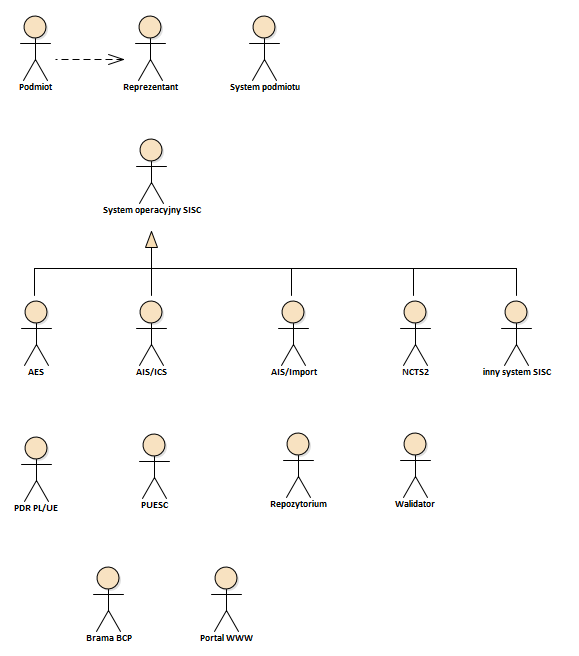 Podmiot
Reprezentant
System podmiotu
System operacyjny SISC
AES
AIS/ICS
AIS/Import
NCTS2
inny system SISC
PDR PL/UE
PUESC
Repozytorium
Walidator
Brama BCP
Portal WWW